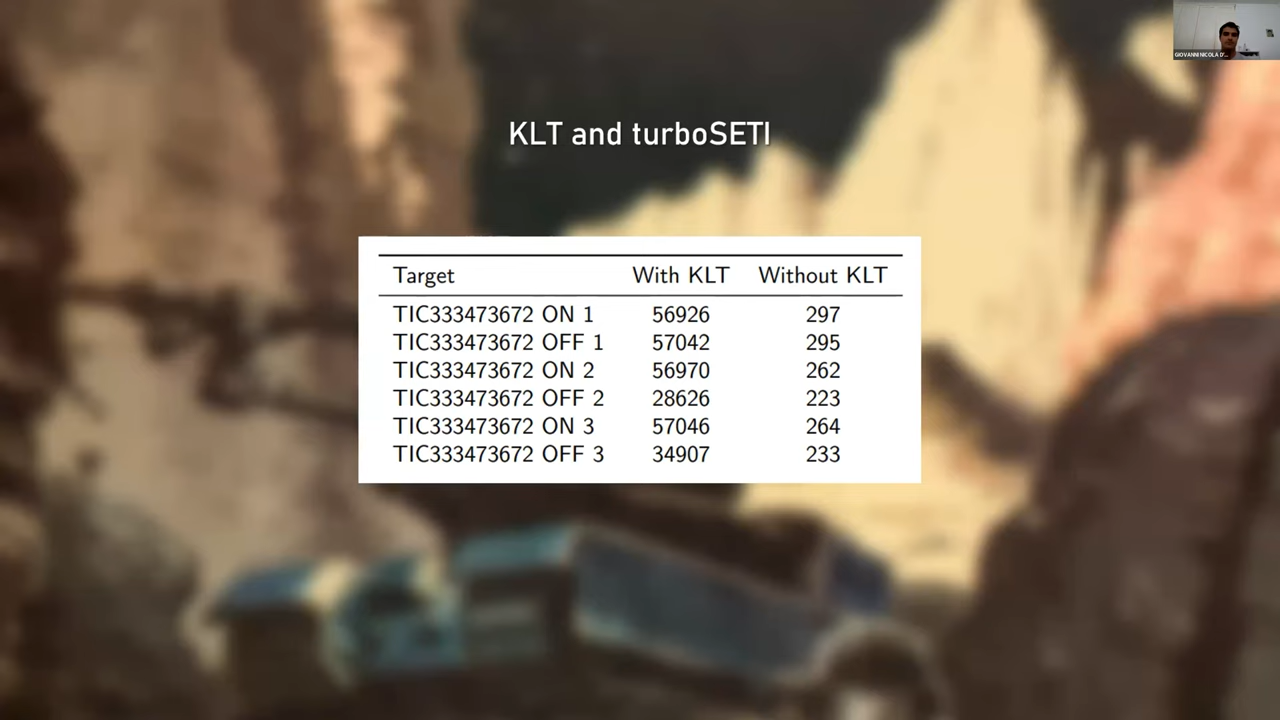 GIOVANNI NICOLA D'...
KLT and turboSETI
Target With KLT Without KLT
TIC333473672 ON 1 56926 297
TIC333473672 OFF 1 57042 295
TIC333473672 ON 2 56970 262
TIC333473672 OFF 2 28626 223
TIC333473672 ON 3 57046 264
TIC333473672 OFF 3 34907 233